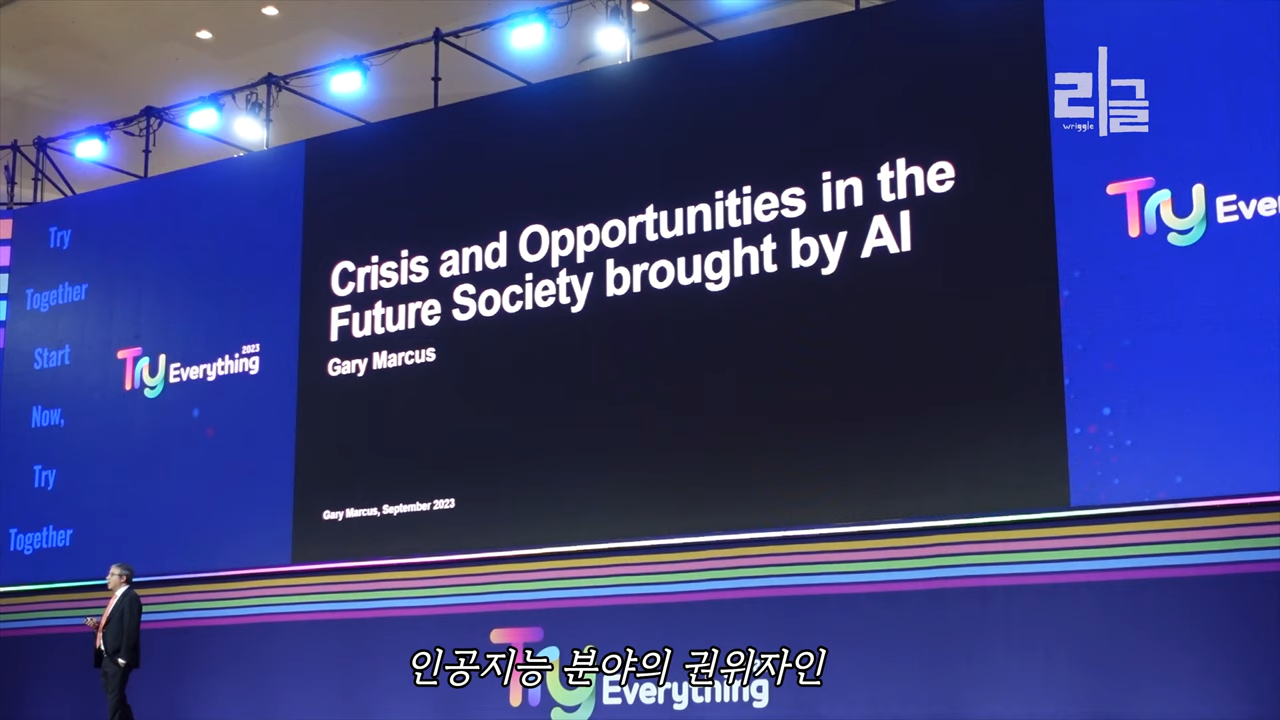 리글
wriggle
Crisis and Opportunities in the
Future Society brought by AI
Gary Marcus
Gary Marcus, September 2023
Try
Together
Start
Now,
Try
Together
2023
Try Everything
Try Ever
Try Everything
인공지능 분야의 권위자인